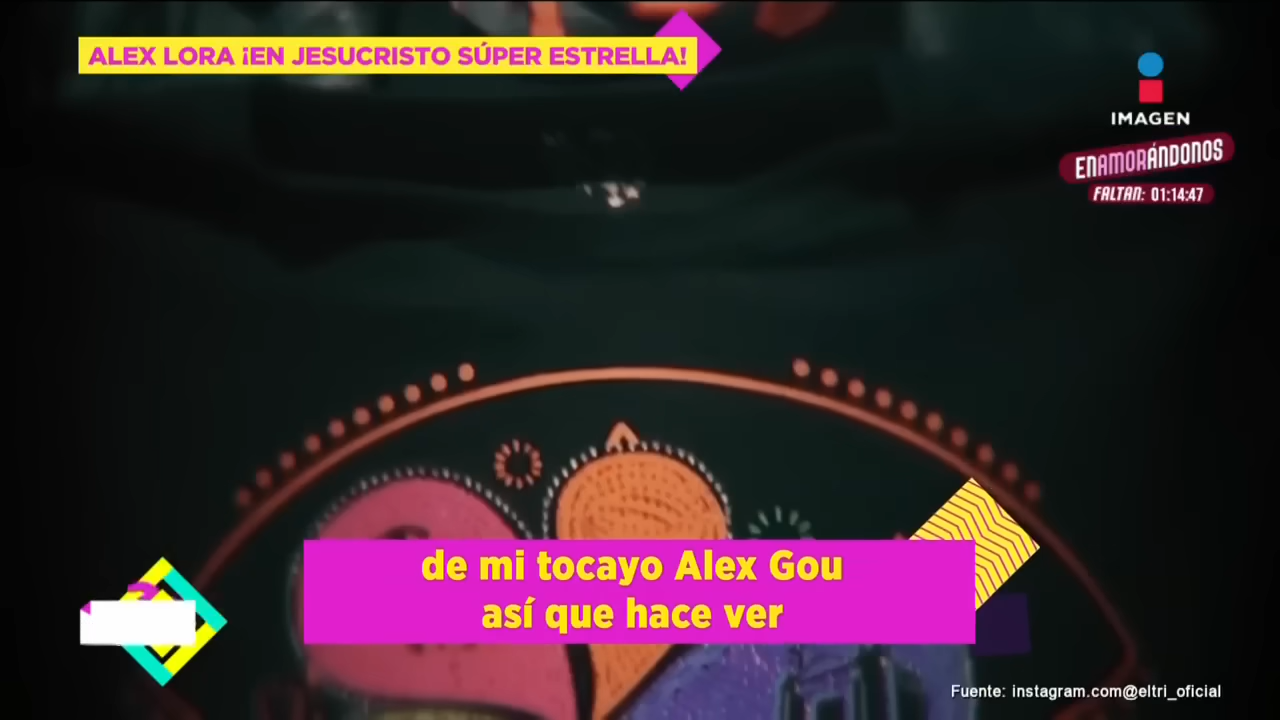 ALEX LORA ¡EN JESUCRISTO SÚPER ESTRELLA!
IMAGEN
ENAMORÁNDONOS
FALTAN: 01:14:47
de mi tocayo Alex Gou
así que hace ver
Fuente: instagram.com@eltri_oficial